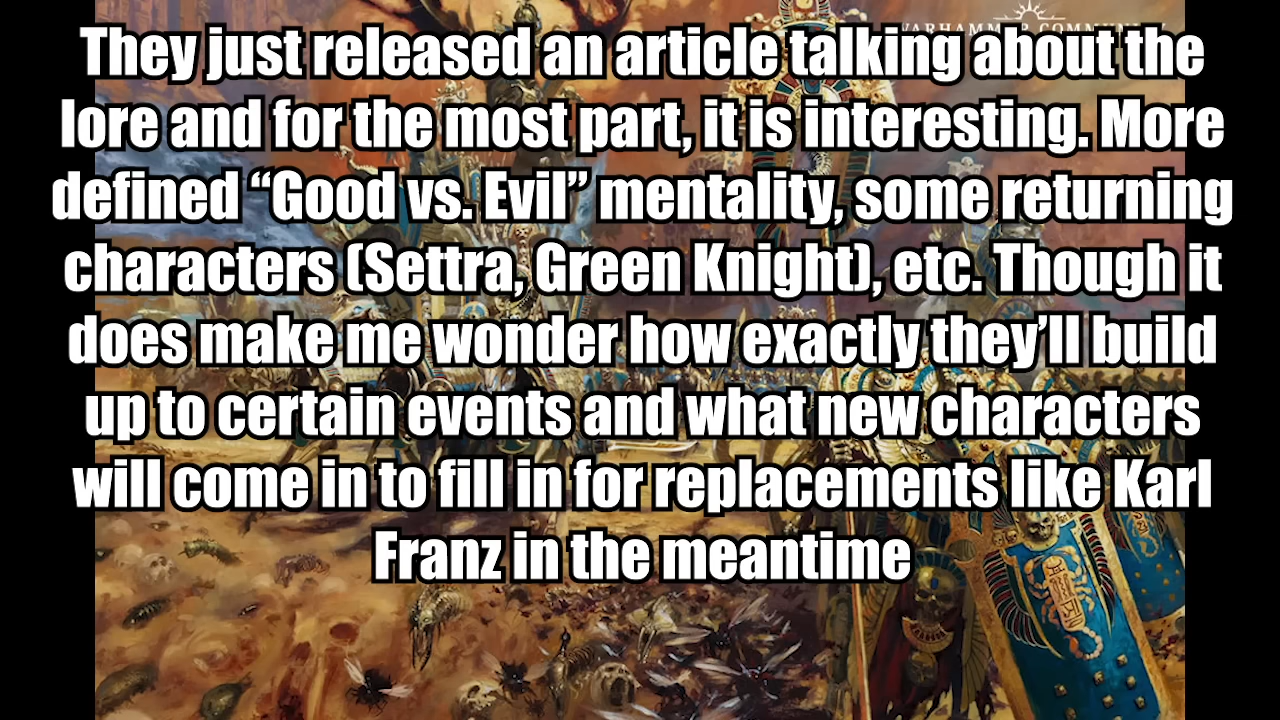 WARHAMMER COMMUNITY
They just released an article talking about the
lore and for the most part, it is interesting. More
defined “Good vs. Evil” mentality, some returning
characters (Settra, Green Knight), etc. Though it
does make me wonder how exactly they’ll build
up to certain events and what new characters
will come in to fill in for replacements like Karl
Franz in the meantime